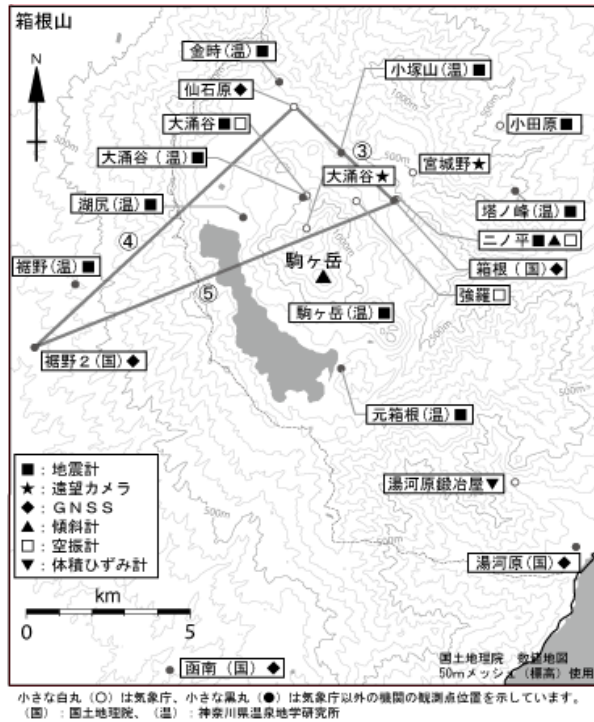 箱根山
N
金時(温)■
小塚山(温)■
仙石原◆
大涌谷■□
小田原■
③
宮城野★
大涌谷(温)■
大涌谷★
湖尻(温)■
塔ノ峰(温)■
二ノ平■▲□
④
箱根(国)◆
裾野(温)■
駒ヶ岳
強羅□
⑤
駒ヶ岳(温)■
裾野2(国)◆
元箱根(温)■
湯河原鍛冶屋▼
湯河原(国)◆
函南(国)◆
500m
1000m
500m
500m
1000m
500m
500m
500m
■:地震計
★:遠望カメラ
◆:GNSS
▲:傾斜計
□:空振計
▼:体積ひずみ計
km
0 5
国土地理院 数値地図
50mメッシュ(標高)使用
小さな白丸(○)は気象庁、小さな黒丸(●)は気象庁以外の機関の観測点位置を示しています。
(国):国土地理院、(温):神奈川県温泉地学研究所